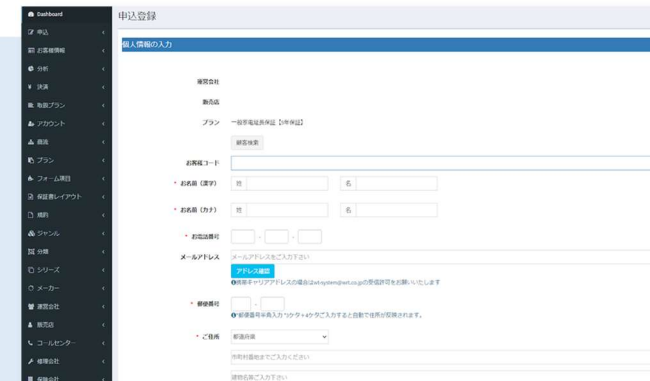 Dashboard
申込登録
申込
お客様情報
分析
決済
取扱プラン
アカウント
商流
プラン
フォーム項目
保証書レイアウト
規約
ジャンル
分類
シリーズ
メーカー
運営会社
販売店
コールセンター
修理会社
保険会社
個人情報の入力
運営会社
販売店
プラン 一般家電延長保証【5年保証】
顧客検索
お客様コード
* お名前（漢字） 姓 名
* お名前（カナ） 姓 名
* お電話番号 - -
メールアドレス メールアドレスをご入力下さい
アドレス確認
携帯キャリアアドレスの場合はwt-system@wrt.co.jpの受信許可をお願いいたします
* 郵便番号 -
郵便番号半角入力 3ケタ+4ケタご入力すると自動で住所が反映されます。
* ご住所 都道府県
市町村番地までご入力ください
建物名等ご入力下さい